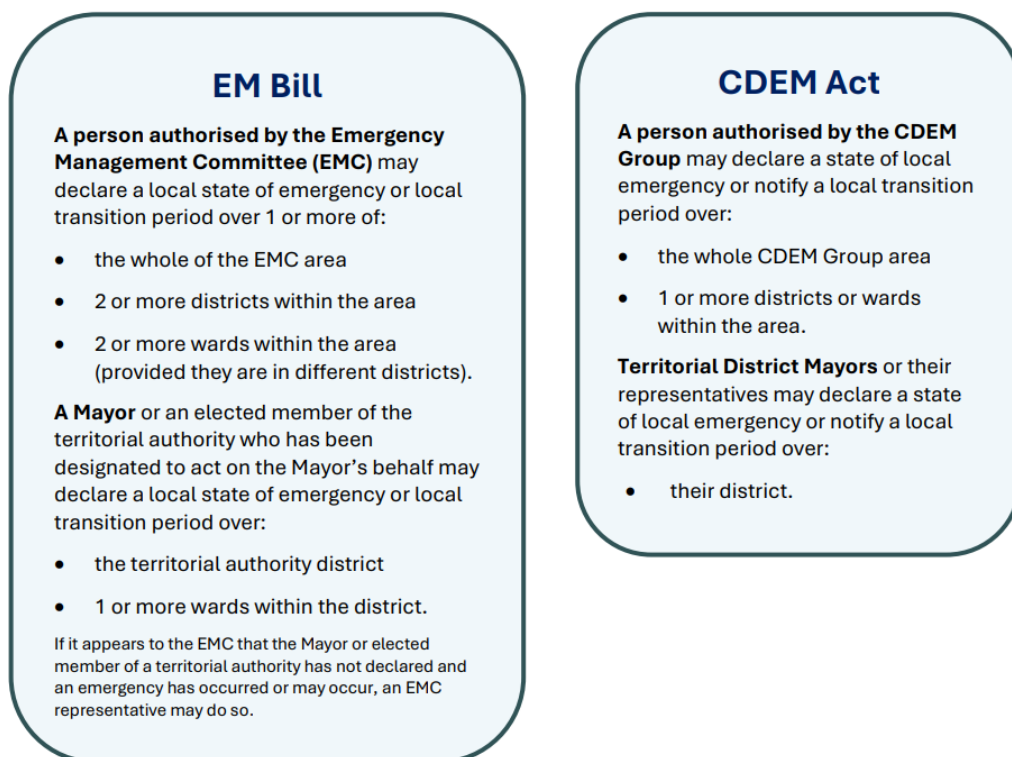 EM Bill
A person authorised by the Emergency
Management Committee (EMC) may
declare a local state of emergency or local
transition period over 1 or more of:
• the whole of the EMC area
• 2 or more districts within the area
• 2 or more wards within the area
(provided they are in different districts).
A Mayor or an elected member of the
territorial authority who has been
designated to act on the Mayor’s behalf may
declare a local state of emergency or local
transition period over:
• the territorial authority district
• 1 or more wards within the district.
If it appears to the EMC that the Mayor or elected
member of a territorial authority has not declared and
an emergency has occurred or may occur, an EMC
representative may do so.
CDEM Act
A person authorised by the CDEM
Group may declare a state of local
emergency or notify a local transition
period over:
• the whole CDEM Group area
• 1 or more districts or wards
within the area.
Territorial District Mayors or their
representatives may declare a state
of local emergency or notify a local
transition period over:
• their district.